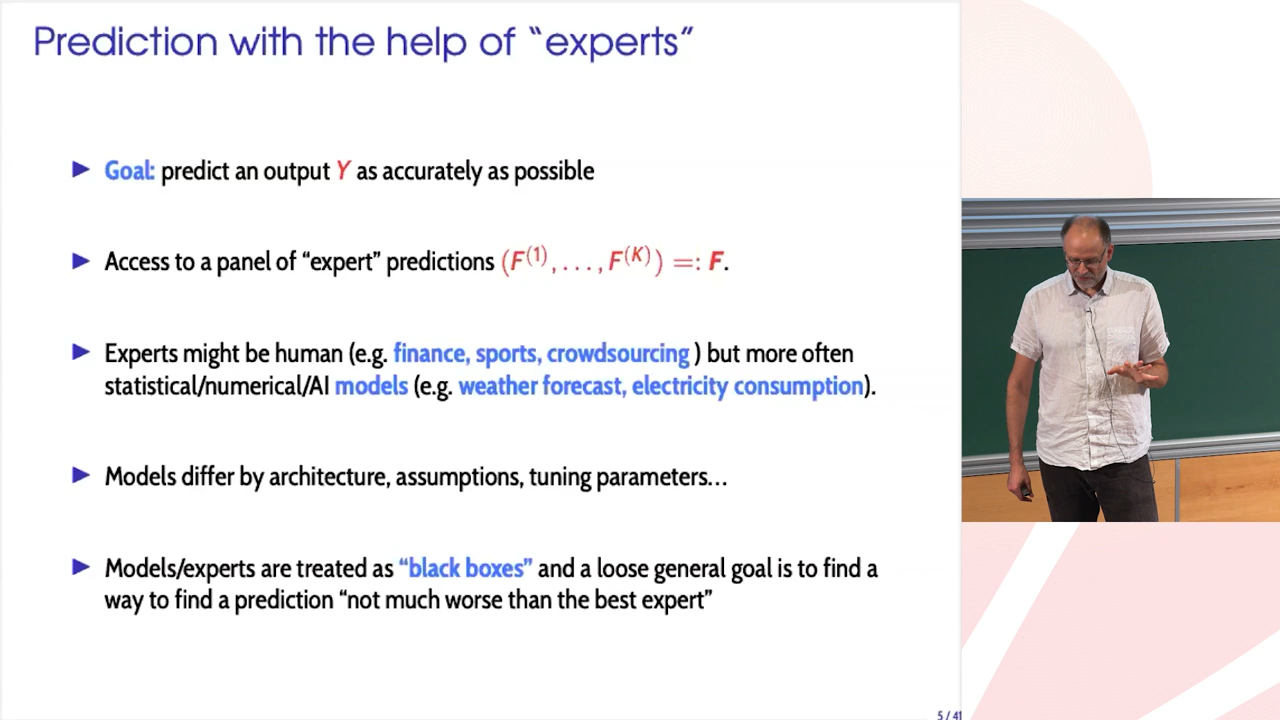 Prediction with the help of “experts”
▶ Goal: predict an output Y as accurately as possible
▶ Access to a panel of “expert” predictions (F^(1), . . . , F^(K)) =: F.
▶ Experts might be human (e.g. finance, sports, crowdsourcing ) but more often
statistical/numerical/AI models (e.g. weather forecast, electricity consumption).
▶ Models differ by architecture, assumptions, tuning parameters…
▶ Models/experts are treated as “black boxes” and a loose general goal is to find a
way to find a prediction “not much worse than the best expert”
5 / 41